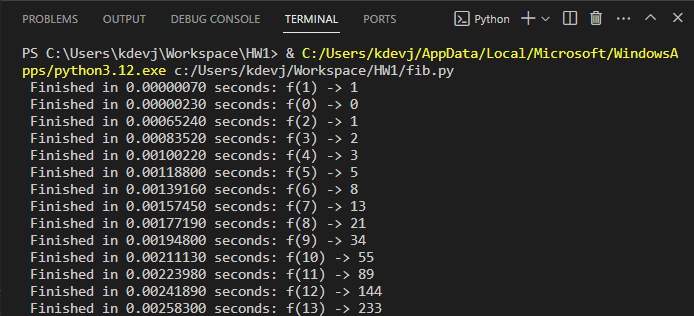 PROBLEMS OUTPUT DEBUG CONSOLE TERMINAL PORTS Python
PS C:\Users\kdevj\Workspace\HW1> & C:/Users/kdevj/AppData/Local/Microsoft/WindowsA
pps/python3.12.exe c:/Users/kdevj/Workspace/HW1/fib.py
Finished in 0.00000070 seconds: f(1) -> 1
Finished in 0.00000230 seconds: f(0) -> 0
Finished in 0.00065240 seconds: f(2) -> 1
Finished in 0.00083520 seconds: f(3) -> 2
Finished in 0.00100220 seconds: f(4) -> 3
Finished in 0.00118800 seconds: f(5) -> 5
Finished in 0.00139160 seconds: f(6) -> 8
Finished in 0.00157450 seconds: f(7) -> 13
Finished in 0.00177190 seconds: f(8) -> 21
Finished in 0.00194800 seconds: f(9) -> 34
Finished in 0.00211130 seconds: f(10) -> 55
Finished in 0.00223980 seconds: f(11) -> 89
Finished in 0.00241890 seconds: f(12) -> 144
Finished in 0.00258300 seconds: f(13) -> 233